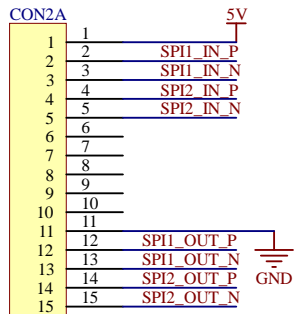 CON2A
5V
1 1
2 2 SPI1_IN_P
3 3 SPI1_IN_N
4 4 SPI2_IN_P
5 5 SPI2_IN_N
6 6
7 7
8 8
9 9
10 10
11 11
12 12 SPI1_OUT_P
13 13 SPI1_OUT_N
GND
14 14 SPI2_OUT_P
15 15 SPI2_OUT_N